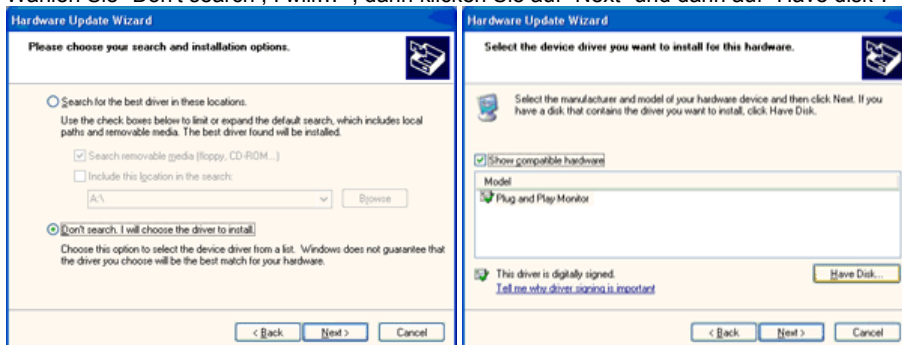 Wählen Sie "Don't search, I will...", dann klicken Sie auf "Next" und dann auf "Have disk".
Hardware Update Wizard
Please choose your search and installation options.
Search for the best driver in these locations.
Use the check boxes below to limit or expand the default search, which includes local
paths and removable media. The best driver found will be installed.
Search removable media (floppy, CD-ROM...)
Include this location in the search:
A:\
Browse
Don't search. I will choose the driver to install.
Choose this option to select the device driver from a list. Windows does not guarantee that
the driver you choose will be the best match for your hardware.
< Back
Next >
Cancel
Hardware Update Wizard
Select the device driver you want to install for this hardware.
Select the manufacturer and model of your hardware device and then click Next. If you
have a disk that contains the driver you want to install, click Have Disk.
Show compatible hardware
Model
Plug and Play Monitor
This driver is digitally signed.
Tell me why driver signing is important
Have Disk...
< Back
Next >
Cancel